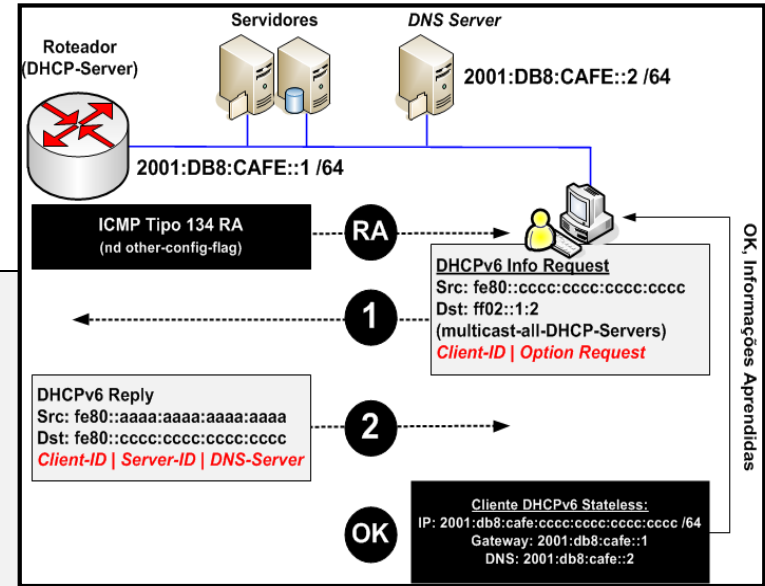 Servidores
DNS Server
Roteador
(DHCP-Server)
2001:DB8:CAFE::2 /64
2001:DB8:CAFE::1 /64
ICMP Tipo 134 RA
(nd other-config-flag)
RA
DHCPv6 Info Request
Src: fe80::cccc:cccc:cccc:cccc
Dst: ff02::1:2
(multicast-all-DHCP-Servers)
Client-ID | Option Request
1
DHCPv6 Reply
Src: fe80::aaaa:aaaa:aaaa:aaaa
Dst: fe80::cccc:cccc:cccc:cccc
Client-ID | Server-ID | DNS-Server
2
OK
Cliente DHCPv6 Stateless:
IP: 2001:db8:cafe:cccc:cccc:cccc:cccc /64
Gateway: 2001:db8:cafe::1
DNS: 2001:db8:cafe::2
OK, Informações Aprendidas